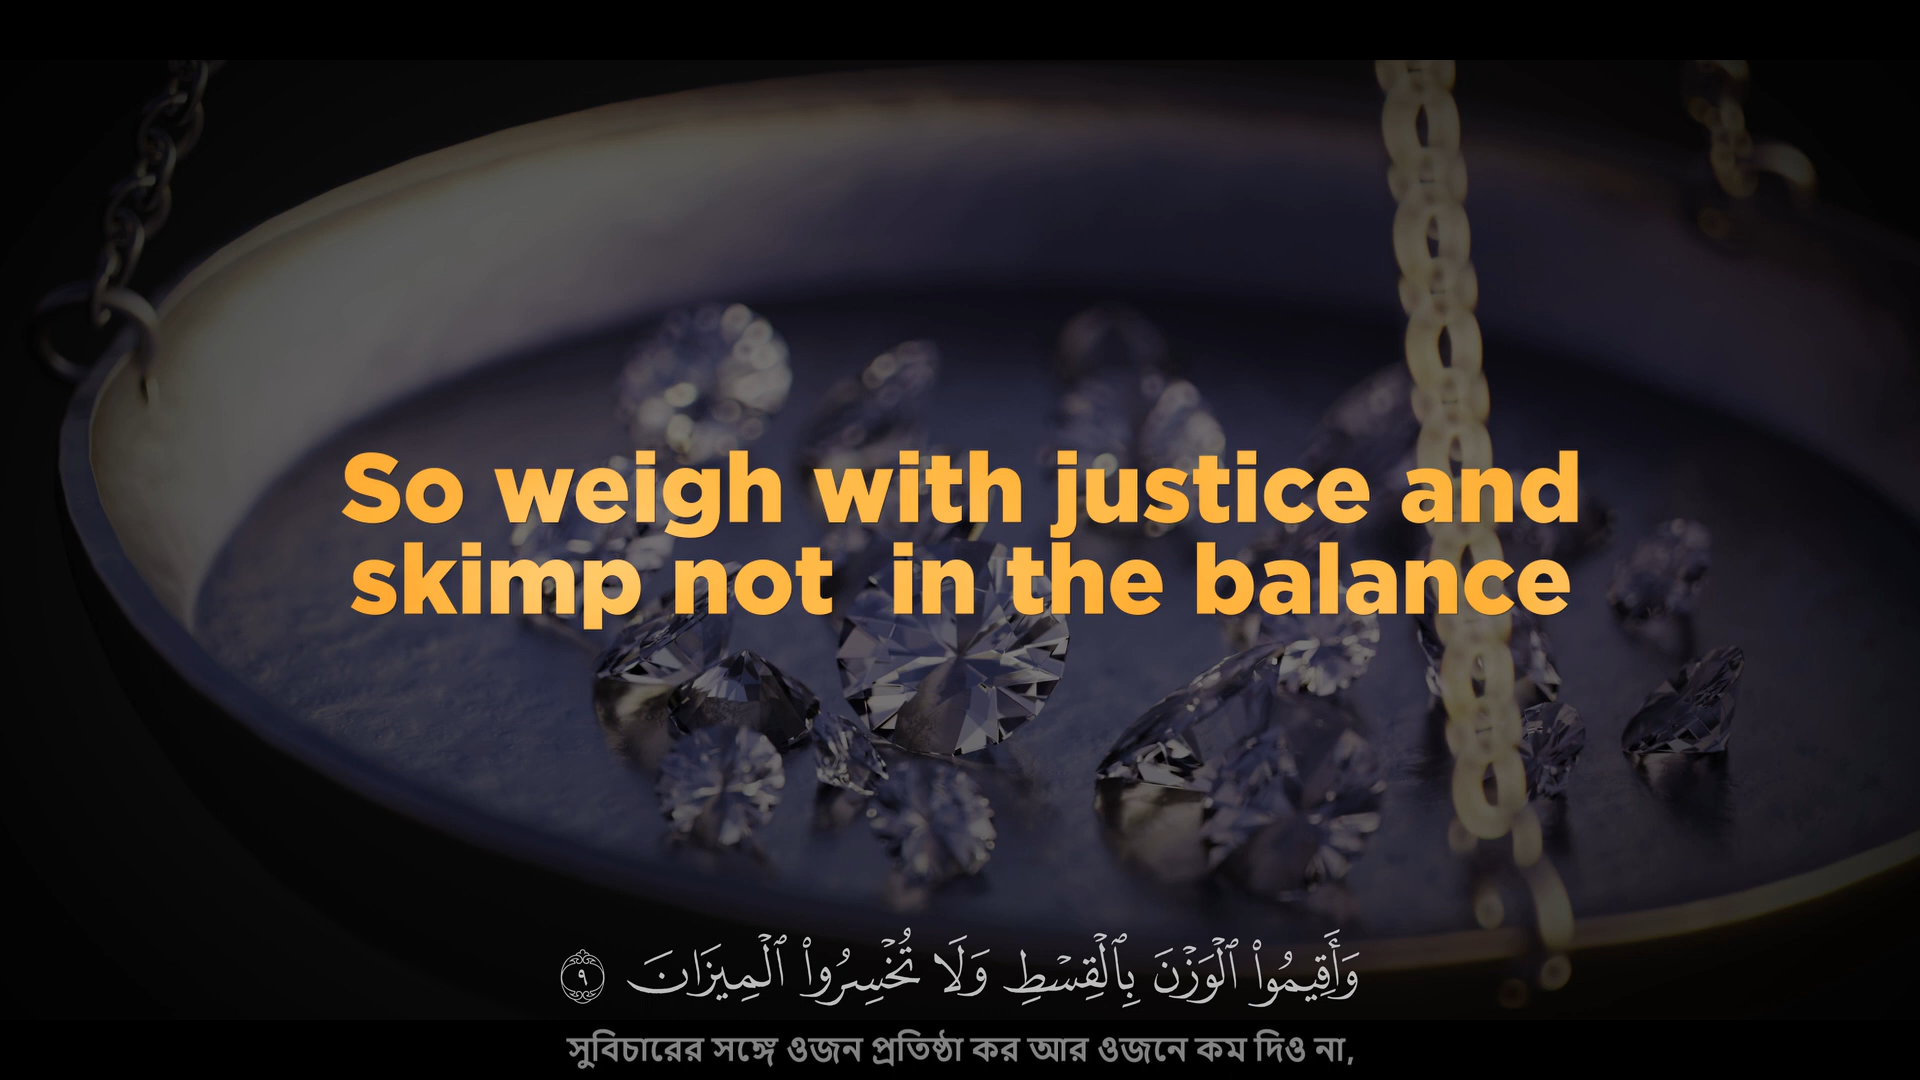 So weigh with justice and
skimp not in the balance
وَأَقِيمُوا۟ ٱلْوَزْنَ بِٱلْقِسْطِ وَلَا تُخْسِرُوا۟ ٱلْمِيزَانَ ٩
সুবিচারের সঙ্গে ওজন প্রতিষ্ঠা কর আর ওজনে কম দিও না,